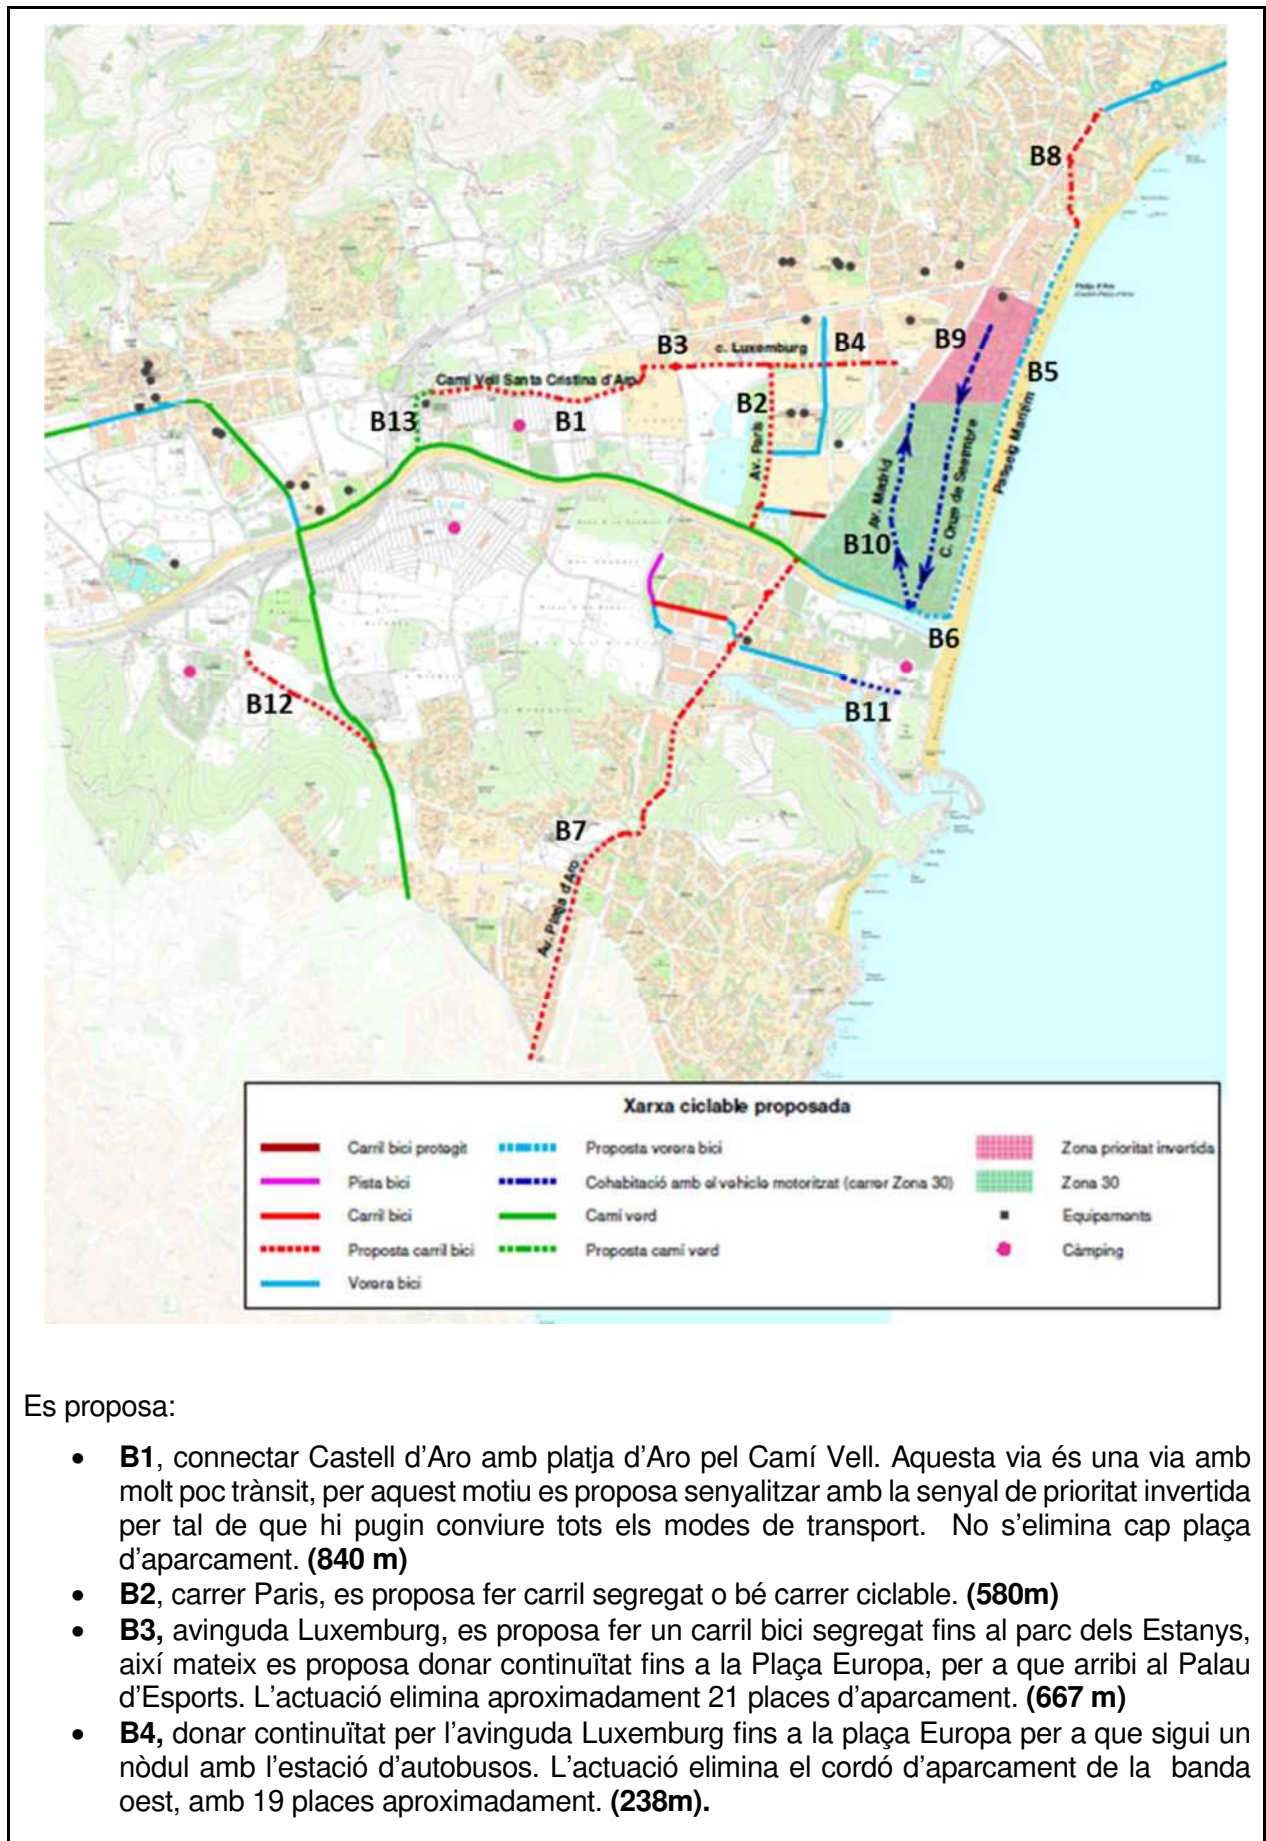 B8
Platja d'Aro
B9
B3
c. Luxemburg
B4
B5
Camí Vell Santa Cristina d'Aro
B13
B1
B2
Av. París
Passeig Marítim
Av. Madrid
C. Onze de Setembre
B10
B6
B12
B11
B7
Av. Platja d'Aro
Xarxa ciclable proposada
Carril bici protegit
Proposta vorera bici
Zona prioritat invertida
Pista bici
Cohabitació amb el vehicle motoritzat (carrer Zona 30)
Zona 30
Carril bici
Camí verd
Equipaments
Proposta carril bici
Proposta camí verd
Càmping
Vorera bici
Es proposa:
• B1, connectar Castell d'Aro amb platja d'Aro pel Camí Vell. Aquesta via és una via amb
molt poc trànsit, per aquest motiu es proposa senyalitzar amb la senyal de prioritat invertida
per tal de que hi pugin conviure tots els modes de transport. No s'elimina cap plaça
d'aparcament. (840 m)
• B2, carrer Paris, es proposa fer carril segregat o bé carrer ciclable. (580m)
• B3, avinguda Luxemburg, es proposa fer un carril bici segregat fins al parc dels Estanys,
així mateix es proposa donar continuïtat fins a la Plaça Europa, per a que arribi al Palau
d'Esports. L'actuació elimina aproximadament 21 places d'aparcament. (667 m)
• B4, donar continuïtat per l'avinguda Luxemburg fins a la plaça Europa per a que sigui un
nòdul amb l'estació d'autobusos. L'actuació elimina el cordó d'aparcament de la banda
oest, amb 19 places aproximadament. (238m).